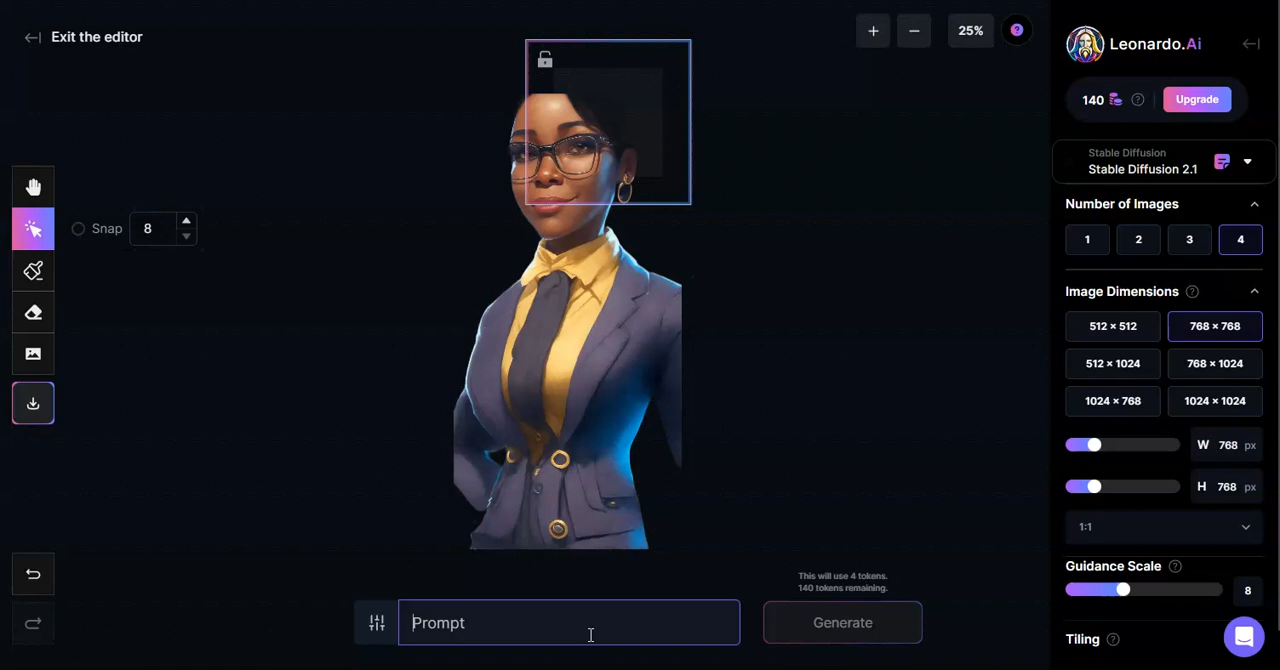 Exit the editor
25%
?
Leonardo.Ai
140
?
Upgrade
Stable Diffusion
Stable Diffusion 2.1
Snap
8
Number of Images
1
2
3
4
Image Dimensions ?
512 × 512
768 × 768
512 × 1024
768 × 1024
1024 × 768
1024 × 1024
W 768 px
H 768 px
1:1
Guidance Scale ?
8
Tiling ?
This will use 4 tokens.
140 tokens remaining.
Prompt
Generate